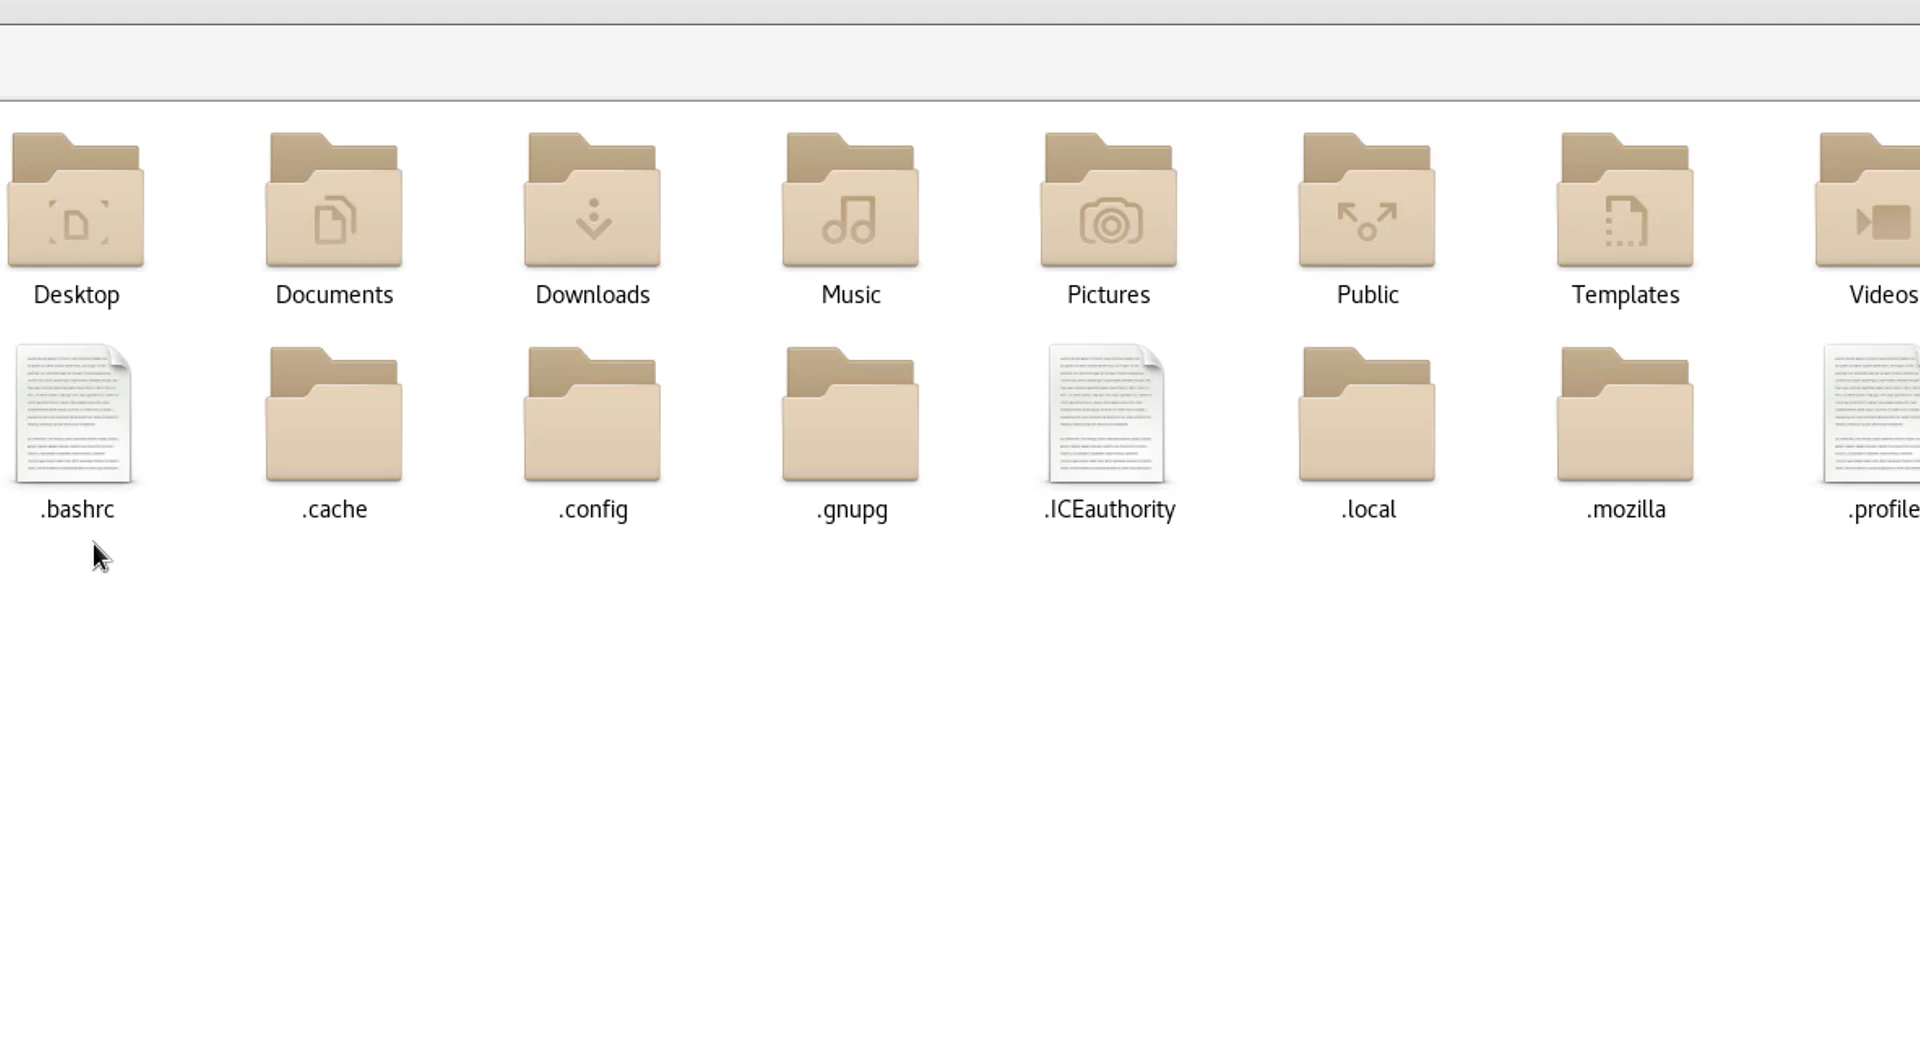 Desktop Documents Downloads Music Pictures Public Templates Videos
.bashrc .cache .config .gnupg .ICEauthority .local .mozilla .profile